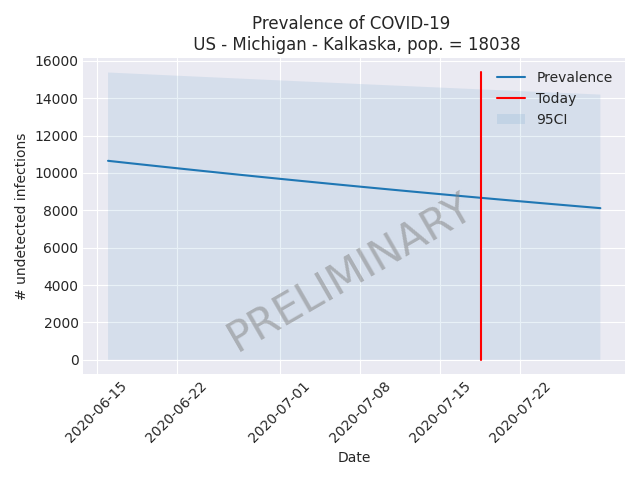 Prevalence of COVID-19
US - Michigan - Kalkaska, pop. = 18038
16000
14000
12000
10000
8000
6000
4000
2000
0
# undetected infections
Prevalence
Today
95CI
PRELIMINARY
2020-06-15
2020-06-22
2020-07-01
2020-07-08
2020-07-15
2020-07-22
Date